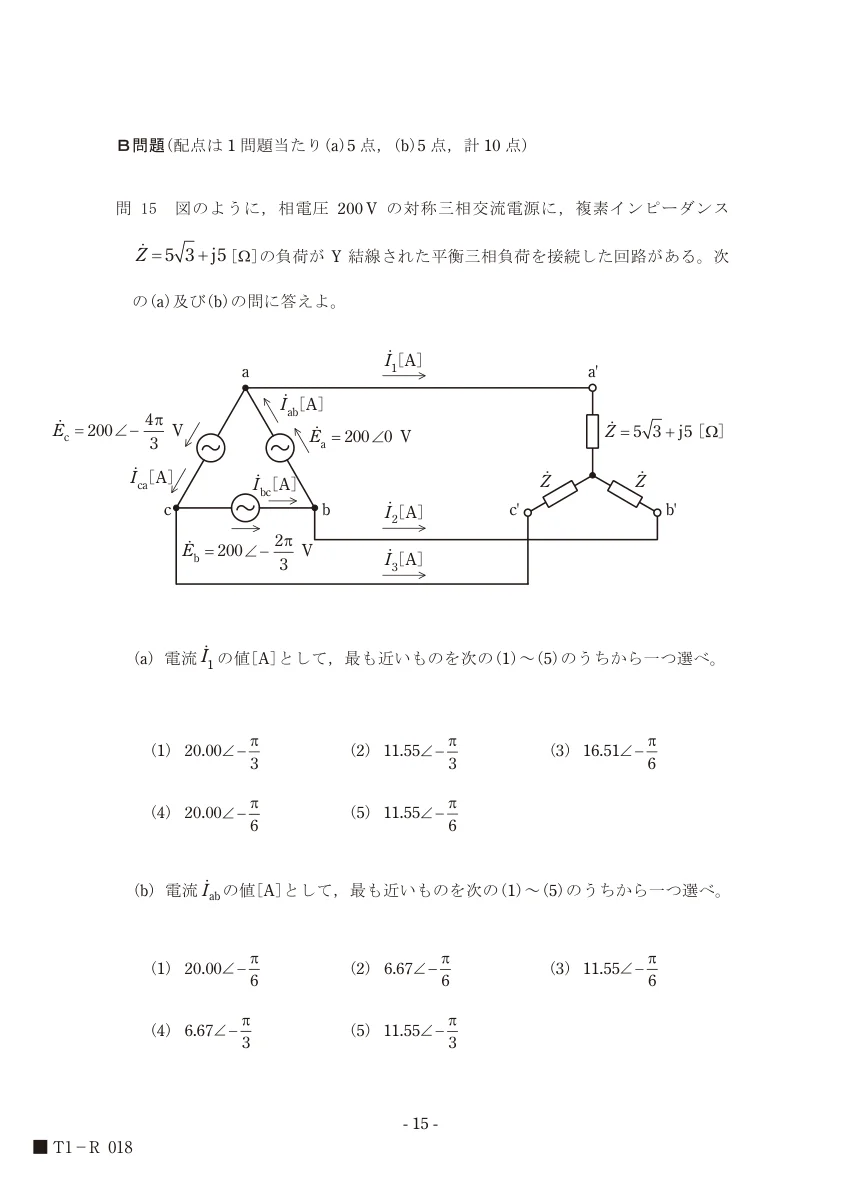 B問題(配点は1問題当たり(a)5点，(b)5点，計10点)
問 15　図のように，相電圧 200 V の対称三相交流電源に，複素インピーダンス
Ż = 5√3 + j5 [Ω]の負荷が Y 結線された平衡三相負荷を接続した回路がある。次
の(a)及び(b)の問に答えよ。
İ1[A]
a
a'
İab[A]
Ėc = 200∠−4π/3 V
Ėa = 200∠0 V
Ż = 5√3 + j5 [Ω]
İca[A]
İbc[A]
Ż
Ż
c
b
İ2[A]
c'
b'
Ėb = 200∠−2π/3 V
İ3[A]
(a) 電流 İ1 の値[A]として，最も近いものを次の(1)～(5)のうちから一つ選べ。
(1) 20.00∠−π/3 (2) 11.55∠−π/3 (3) 16.51∠−π/6
(4) 20.00∠−π/6 (5) 11.55∠−π/6
(b) 電流 İab の値[A]として，最も近いものを次の(1)～(5)のうちから一つ選べ。
(1) 20.00∠−π/6 (2) 6.67∠−π/6 (3) 11.55∠−π/6
(4) 6.67∠−π/3 (5) 11.55∠−π/3
- 15 -
■ T1−R 018